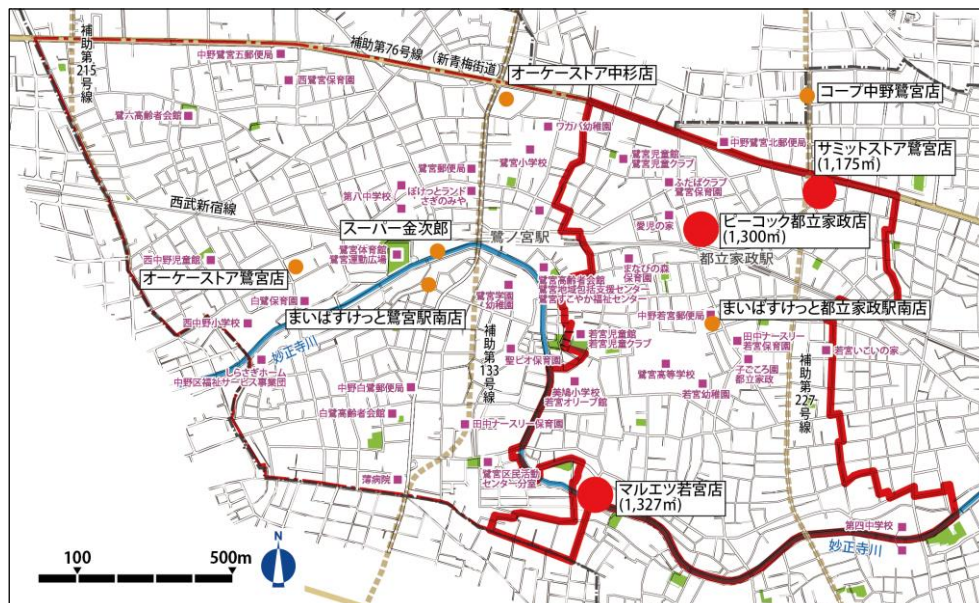 補助第215号線
中野鷺宮五郵便局
西鷺宮保育園
補助第76号線(新青梅街道)
オーケーストア中杉店
コープ中野鷺宮店
鷺六高齢者会館
ワガバ幼稚園
中野鷺宮北郵便局
サミットストア鷺宮店
(1,175㎡)
鷺宮小学校
鷺宮児童館
鷺宮児童クラブ
鷺宮郵便局
ふたばクラブ
鷺宮保育園
第八中学校
ぽけっとランド
さぎのみや
西武新宿線
ピーコック都立家政店
(1,300㎡)
愛児の家
スーパー金次郎
鷺ノ宮駅
都立家政駅
鷺宮体育館
鷺宮運動広場
西中野児童館
まなびの森
保育園
オーケーストア鷺宮店
鷺宮高齢者会館
鷺宮地域包括支援センター
鷺宮すこやか福祉センター
鷺宮学園
幼稚園
白鷺保育園
まいばすけっと鷺宮駅南店
中野若宮郵便局
まいばすけっと都立家政駅南店
西中野小学校
妙正寺川
若宮児童館
若宮児童クラブ
田中ナースリー
若宮保育園
若宮いこいの家
補助第133号線
聖ピオ保育園
子ごころ園
都立家政
しらさぎホーム
中野区福祉サービス事業団
鷺宮高等学校
中野白鷺郵便局
美鳩小学校
若宮オリーブ館
若宮幼稚園
補助第227号線
白鷺高齢者会館
田中ナースリー保育園
鷺宮区民活動
センター分室
薄病院
マルエツ若宮店
(1,327㎡)
第四中学校
妙正寺川
100
500m
N